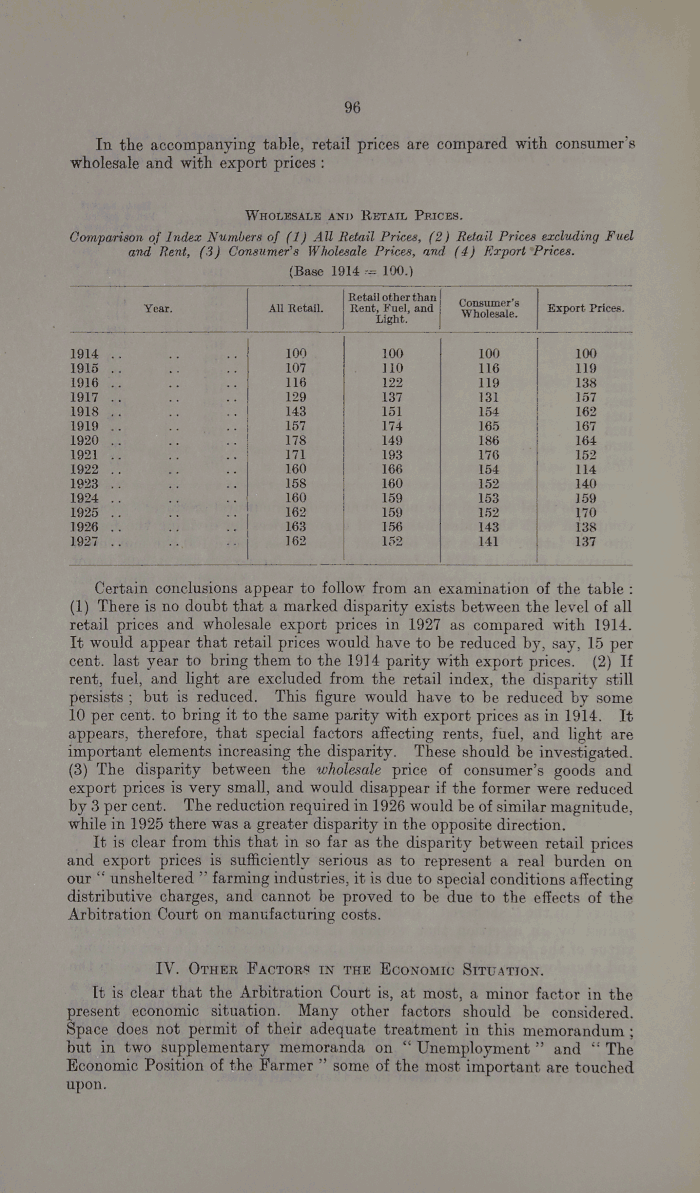 96
In the accompanying table, retail prices are compared with consumer's
wholesale and with export prices :
WHOLESALE AND RETAIL PRICES.
Comparison of Index Numbers of (1) All Retail Prices, (2) Retail Prices excluding Fuel
and Rent, (3) Consumer's Wholesale Prices, and (4) Export Prices.
(Base 1914 = 100.)
Year. All Retail. Retail other than Rent, Fuel, and Light. Consumer's Wholesale. Export Prices.
1914 .. .. .. 100 100 100 100
1915 .. .. .. 107 110 116 119
1916 .. .. .. 116 122 119 138
1917 .. .. .. 129 137 131 157
1918 .. .. .. 143 151 154 162
1919 .. .. .. 157 174 165 167
1920 .. .. .. 178 149 186 164
1921 .. .. .. 171 193 176 152
1922 .. .. .. 160 166 154 114
1923 .. .. .. 158 160 152 140
1924 .. .. .. 160 159 153 159
1925 .. .. .. 162 159 152 170
1926 .. .. .. 163 156 143 138
1927 .. .. .. 162 152 141 137
Certain conclusions appear to follow from an examination of the table :
(1) There is no doubt that a marked disparity exists between the level of all
retail prices and wholesale export prices in 1927 as compared with 1914.
It would appear that retail prices would have to be reduced by, say, 15 per
cent. last year to bring them to the 1914 parity with export prices. (2) If
rent, fuel, and light are excluded from the retail index, the disparity still
persists ; but is reduced. This figure would have to be reduced by some
10 per cent. to bring it to the same parity with export prices as in 1914. It
appears, therefore, that special factors affecting rents, fuel, and light are
important elements increasing the disparity. These should be investigated.
(3) The disparity between the wholesale price of consumer's goods and
export prices is very small, and would disappear if the former were reduced
by 3 per cent. The reduction required in 1926 would be of similar magnitude,
while in 1925 there was a greater disparity in the opposite direction.
It is clear from this that in so far as the disparity between retail prices
and export prices is sufficiently serious as to represent a real burden on
our " unsheltered " farming industries, it is due to special conditions affecting
distributive charges, and cannot be proved to be due to the effects of the
Arbitration Court on manufacturing costs.
IV. OTHER FACTORS IN THE ECONOMIC SITUATION.
It is clear that the Arbitration Court is, at most, a minor factor in the
present economic situation. Many other factors should be considered.
Space does not permit of their adequate treatment in this memorandum ;
but in two supplementary memoranda on " Unemployment " and " The
Economic Position of the Farmer " some of the most important are touched
upon.